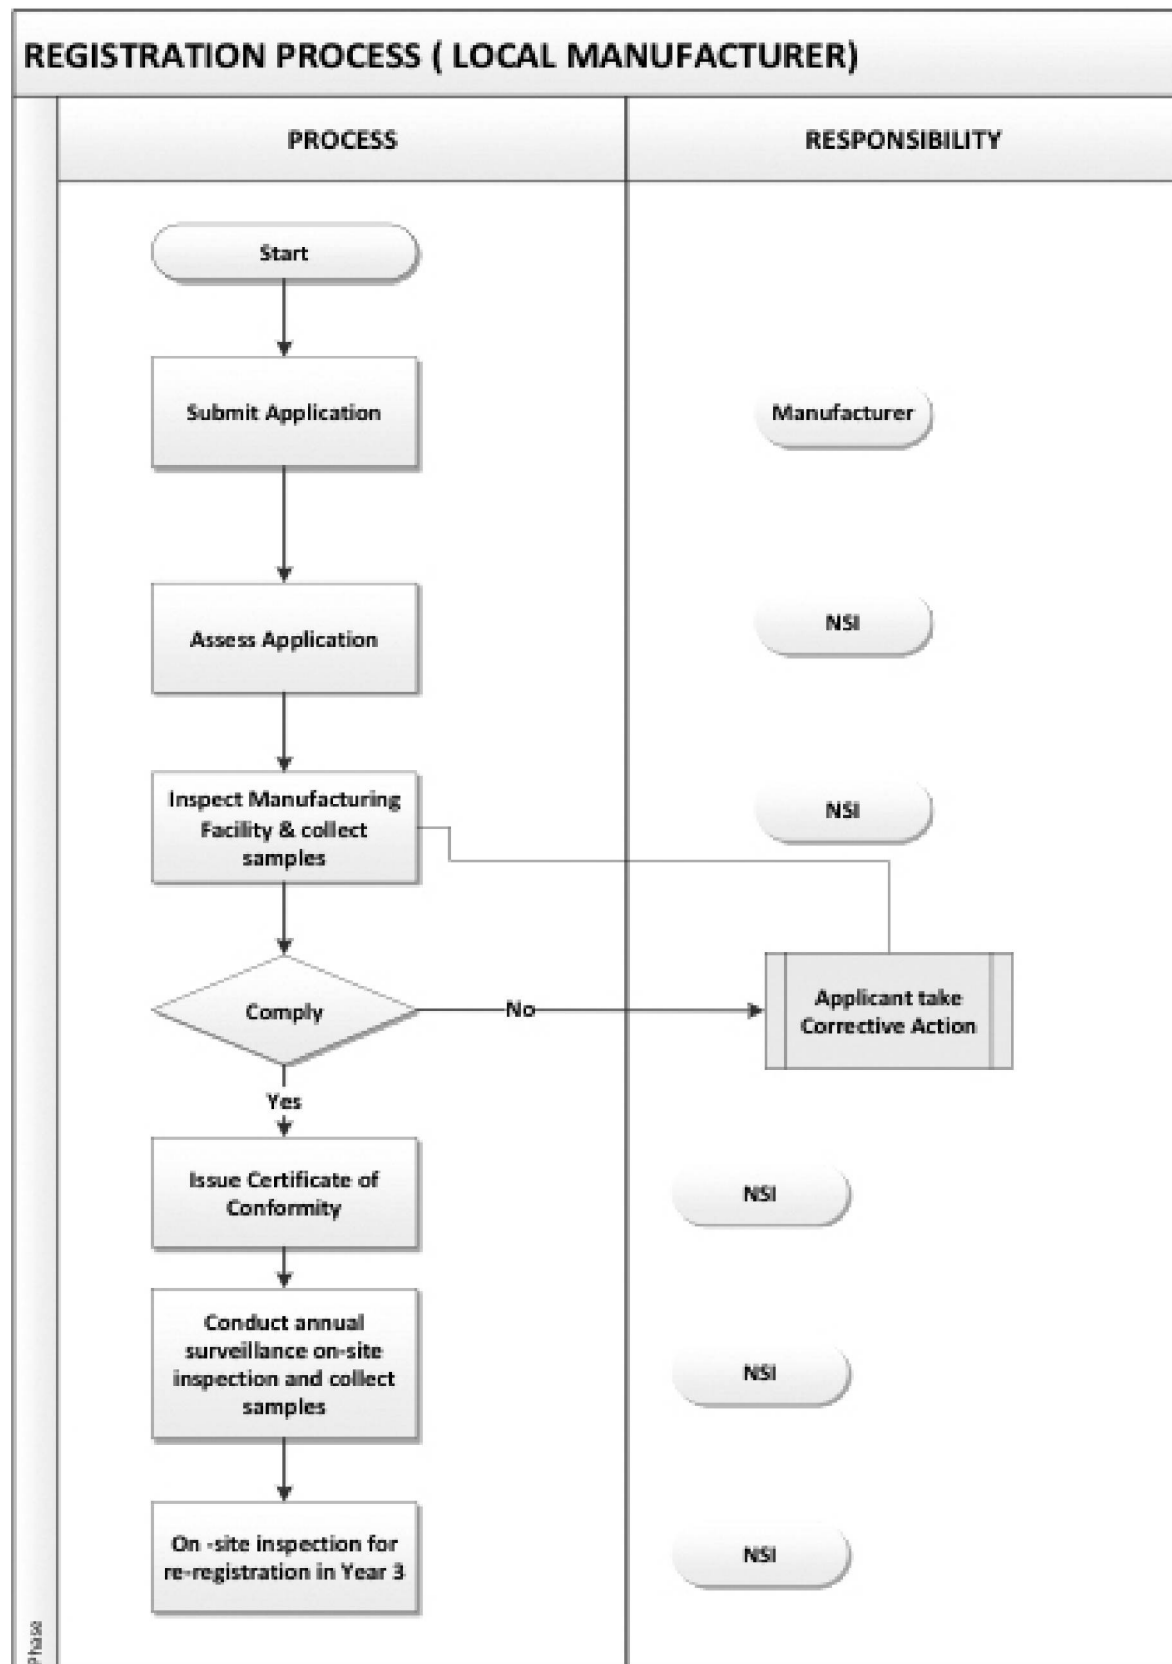 REGISTRATION PROCESS ( LOCAL MANUFACTURER)
PROCESS
RESPONSIBILITY
Start
Submit Application
Manufacturer
Assess Application
NSI
Inspect Manufacturing
Facility & collect
samples
NSI
Comply
No
Applicant take
Corrective Action
Yes
Issue Certificate of
Conformity
NSI
Conduct annual
surveillance on-site
inspection and collect
samples
NSI
On -site inspection for
re-registration in Year 3
NSI
Phase